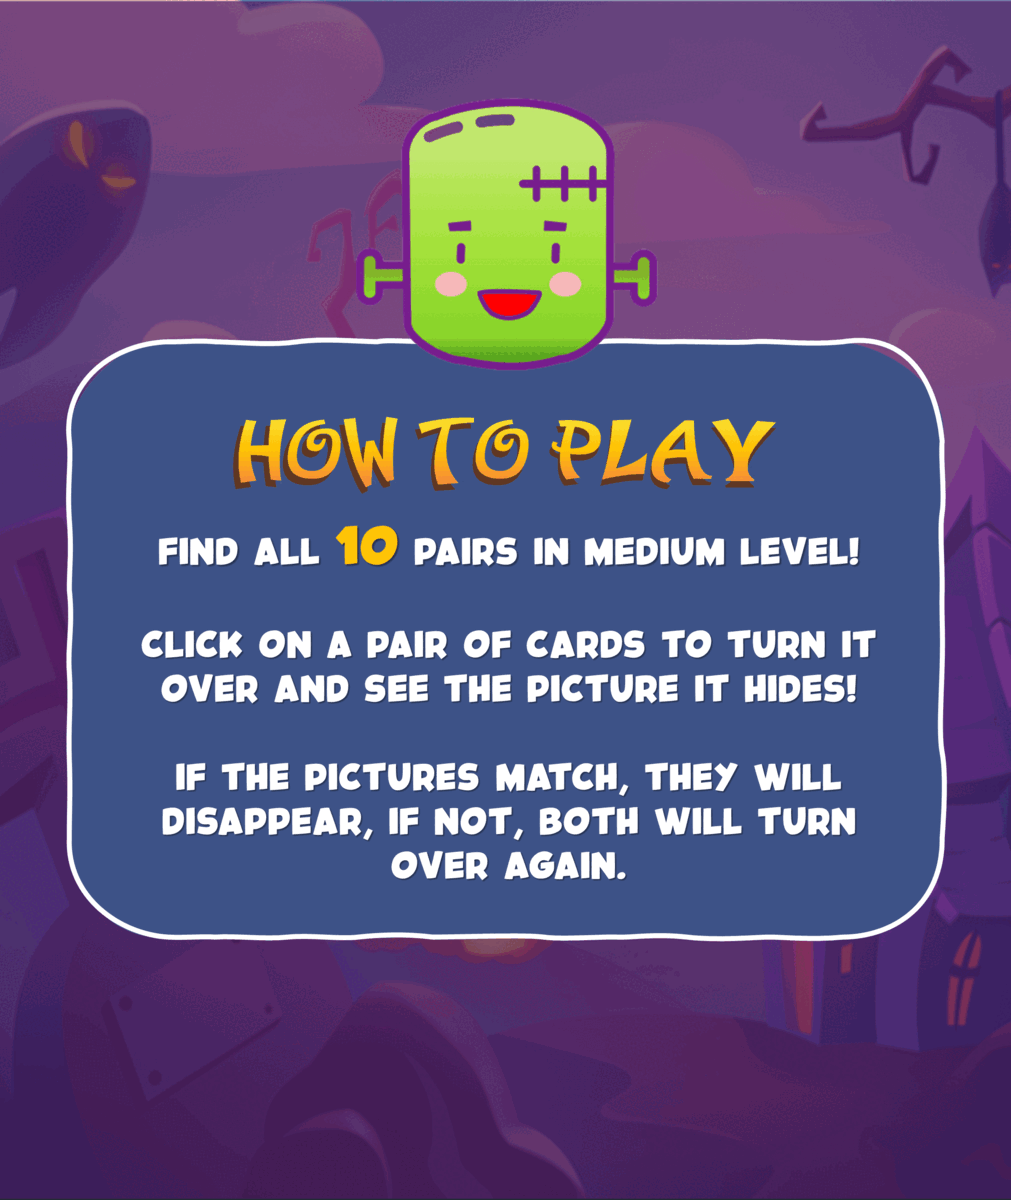 HOW TO PLAY
FIND ALL 10 PAIRS IN MEDIUM LEVEL!
CLICK ON A PAIR OF CARDS TO TURN IT
OVER AND SEE THE PICTURE IT HIDES!
IF THE PICTURES MATCH, THEY WILL
DISAPPEAR, IF NOT, BOTH WILL TURN
OVER AGAIN.